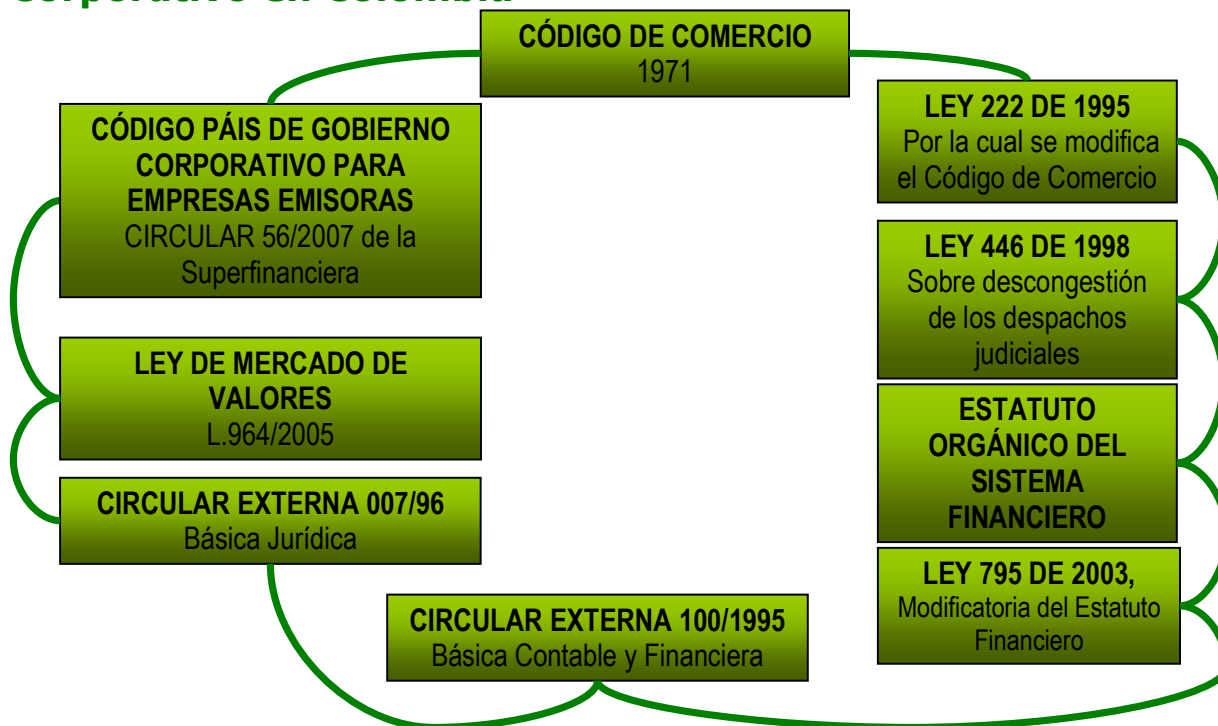 Corporativo en Colombia
CÓDIGO DE COMERCIO
1971
CÓDIGO PÁIS DE GOBIERNO
CORPORATIVO PARA
EMPRESAS EMISORAS
CIRCULAR 56/2007 de la
Superfinanciera
LEY DE MERCADO DE
VALORES
L.964/2005
CIRCULAR EXTERNA 007/96
Básica Jurídica
CIRCULAR EXTERNA 100/1995
Básica Contable y Financiera
LEY 222 DE 1995
Por la cual se modifica
el Código de Comercio
LEY 446 DE 1998
Sobre descongestión
de los despachos
judiciales
ESTATUTO
ORGÁNICO DEL
SISTEMA
FINANCIERO
LEY 795 DE 2003,
Modificatoria del Estatuto
Financiero